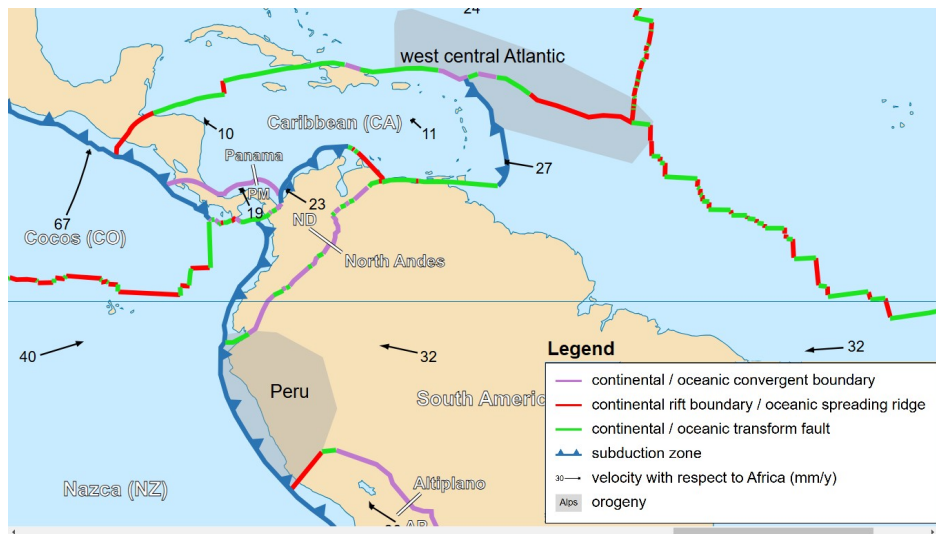 24
west central Atlantic
10
Caribbean (CA)
11
Panama
27
PM
67
19
23
ND
Cocos (CO)
North Andes
40
32
32
Legend
continental / oceanic convergent boundary
continental rift boundary / oceanic spreading ridge
continental / oceanic transform fault
subduction zone
30 velocity with respect to Africa (mm/y)
Alps orogeny
Peru
South Americ
Altiplano
Nazca (NZ)